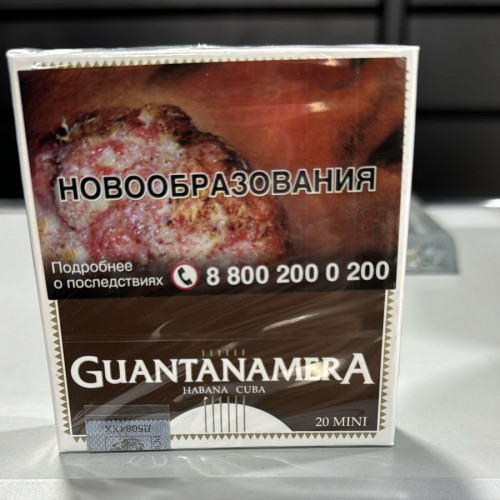 НОВООБРАЗОВАНИЯ
Подробнее
о последствиях
8 800 200 0 200
GUANTANAMERA
HABANA CUBA
20 MINI